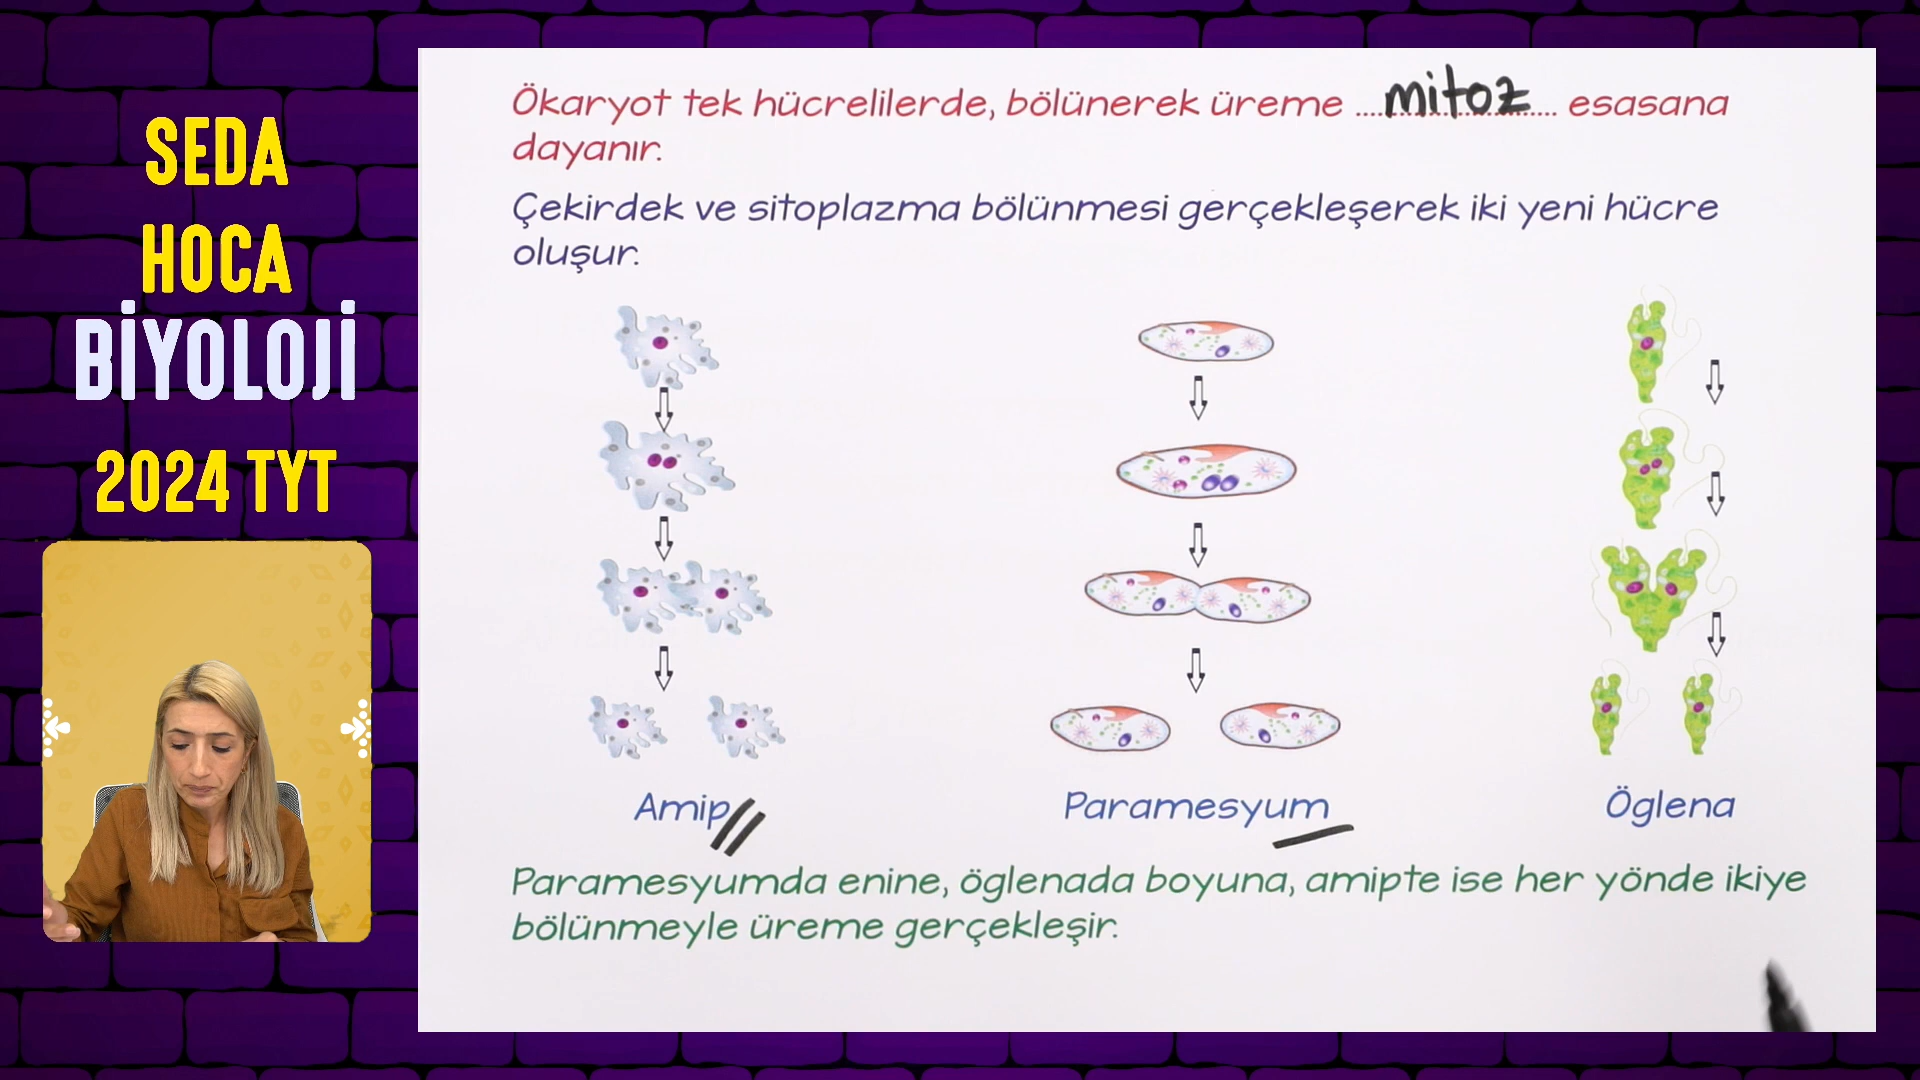 SEDA
HOCA
BİYOLOJİ
2024 TYT
Ökaryot tek hücrelilerde, bölünerek üreme ....mitoz.... esasana
dayanır.
Çekirdek ve sitoplazma bölünmesi gerçekleşerek iki yeni hücre
oluşur.
Amip
Paramesyum
Öglena
Paramesyumda enine, öglenada boyuna, amipte ise her yönde ikiye
bölünmeyle üreme gerçekleşir.